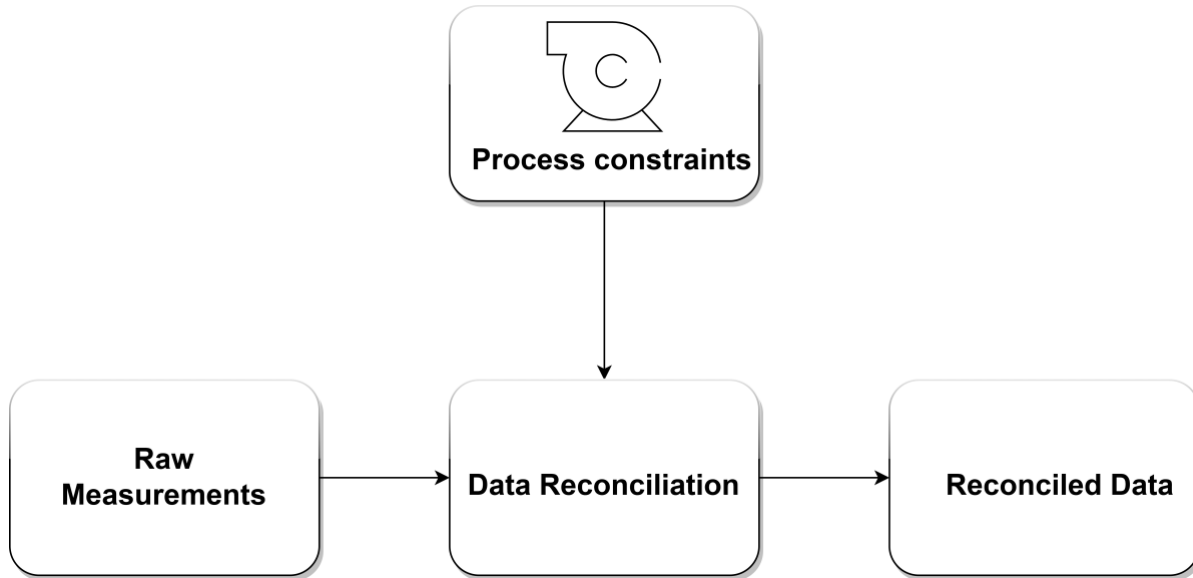 Process constraints
Raw
Measurements
Data Reconciliation
Reconciled Data